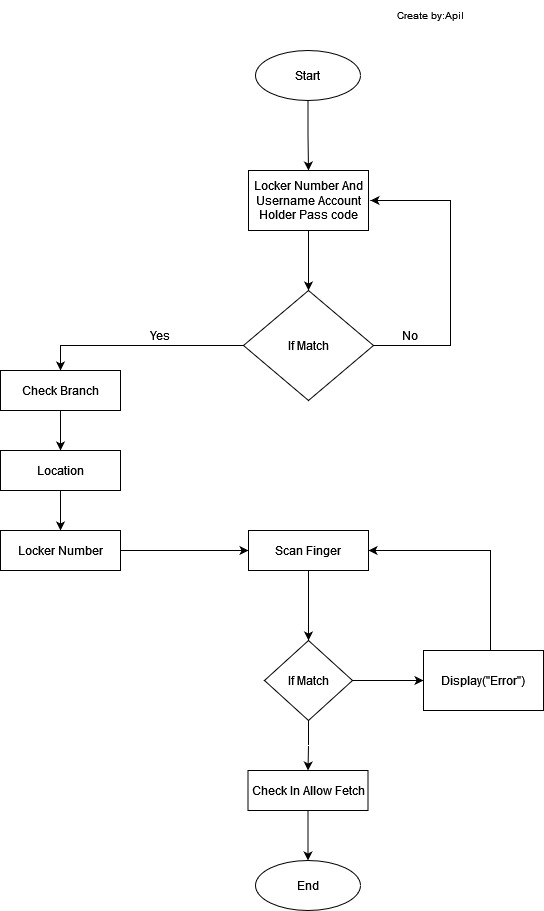 Create by:Apil
Start
Locker Number And
Username Account
Holder Pass code
If Match
Yes
No
Check Branch
Location
Locker Number
Scan Finger
If Match
Display("Error")
Check In Allow Fetch
End